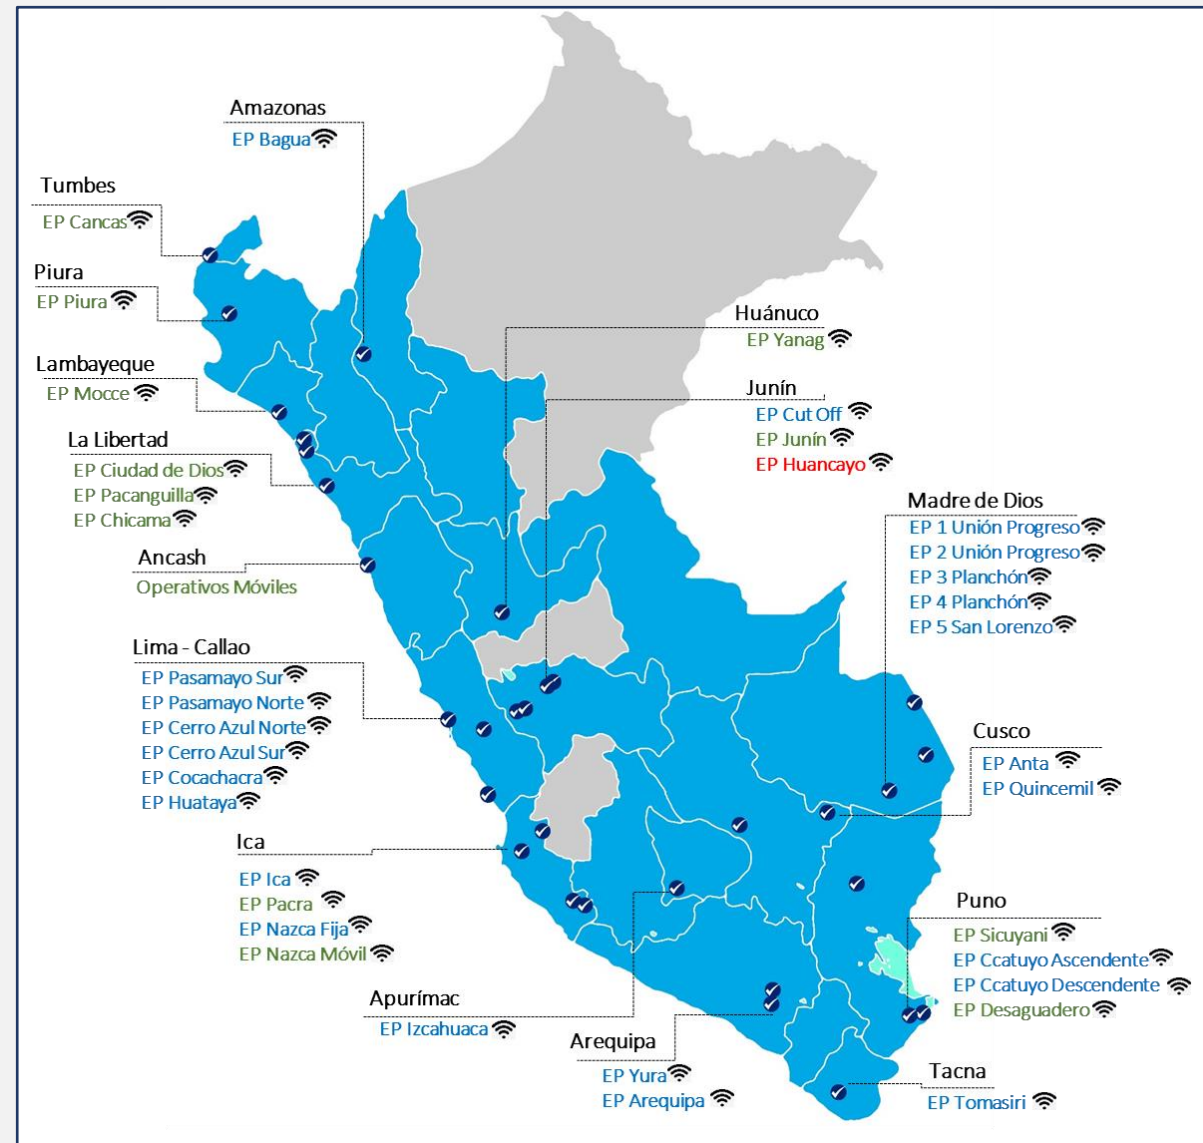 Amazonas
EP Bagua
Tumbes
EP Cancas
Piura
EP Piura
Lambayeque
EP Mocce
La Libertad
EP Ciudad de Dios
EP Pacanguilla
EP Chicama
Ancash
Operativos Móviles
Lima - Callao
EP Pasamayo Sur
EP Pasamayo Norte
EP Cerro Azul Norte
EP Cerro Azul Sur
EP Cocachacra
EP Huataya
Ica
EP Ica
EP Pacra
EP Nazca Fija
EP Nazca Móvil
Apurímac
EP Izcahuaca
Arequipa
EP Yura
EP Arequipa
Huánuco
EP Yanag
Junín
EP Cut Off
EP Junín
EP Huancayo
Madre de Dios
EP 1 Unión Progreso
EP 2 Unión Progreso
EP 3 Planchón
EP 4 Planchón
EP 5 San Lorenzo
Cusco
EP Anta
EP Quincemil
Puno
EP Sicuyani
EP Ccatuyo Ascendente
EP Ccatuyo Descendente
EP Desaguadero
Tacna
EP Tomasiri